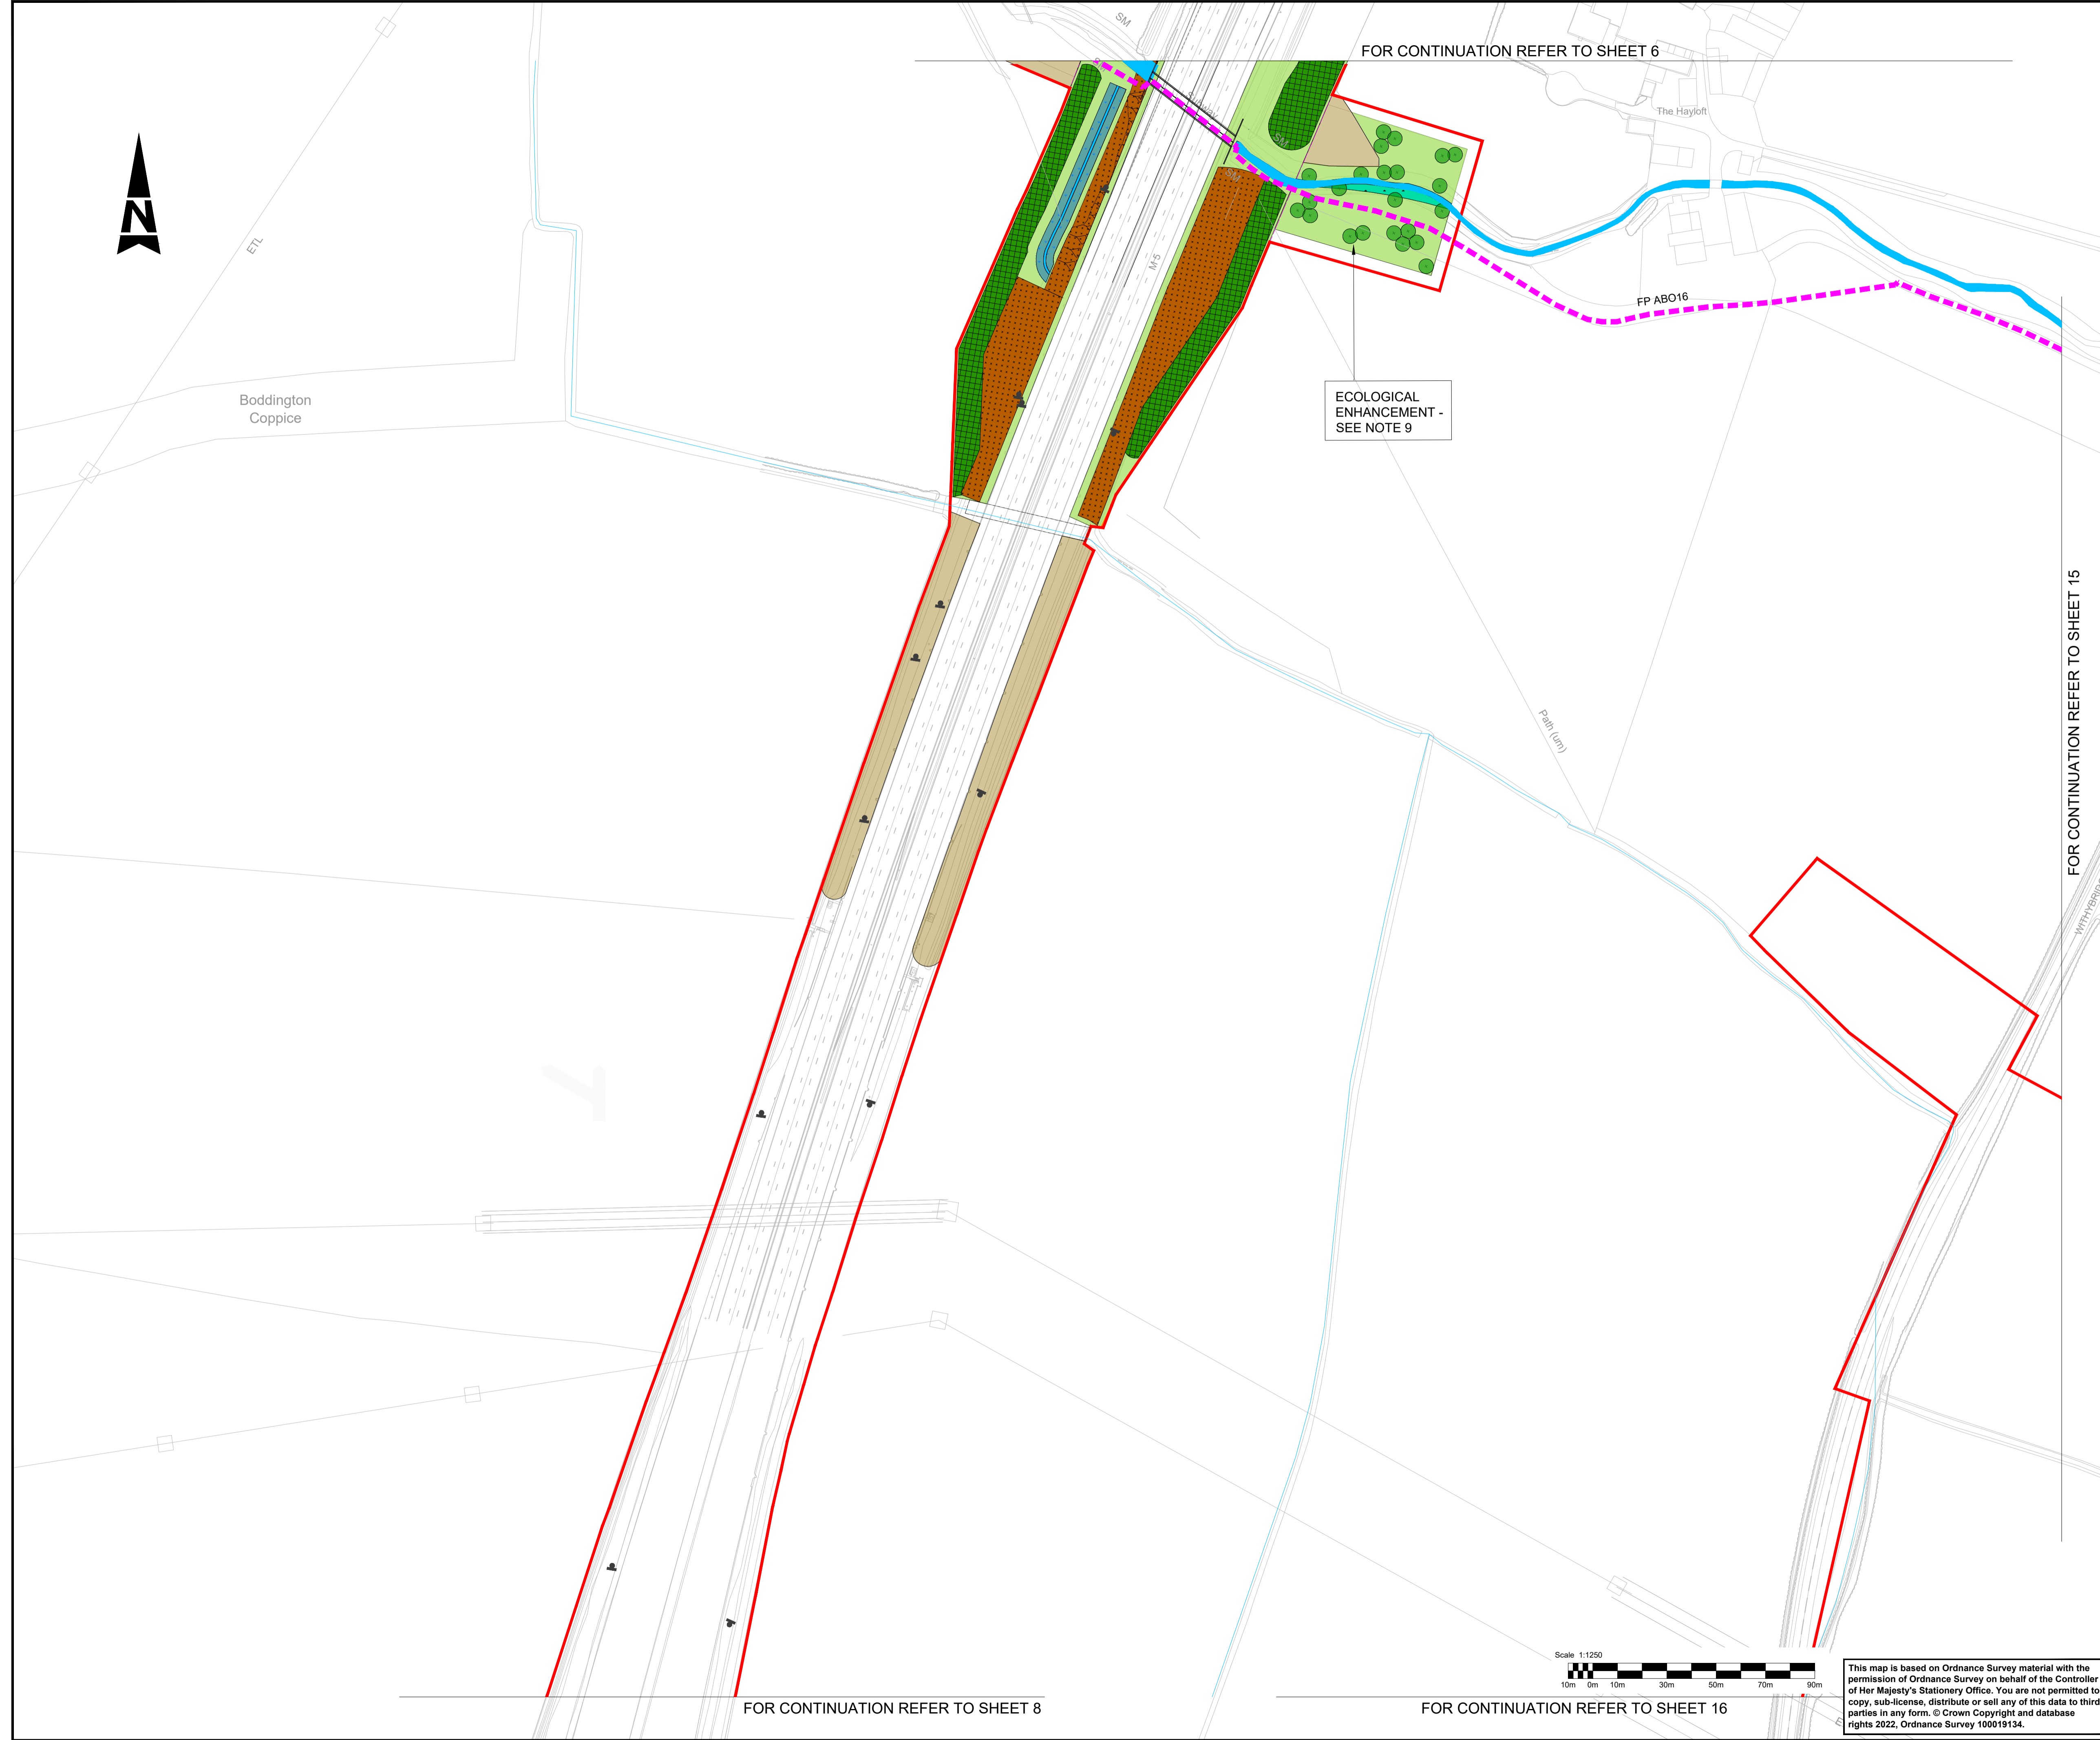 SM
FOR CONTINUATION REFER TO SHEET 6
N
Subway
The Hayloft
SM
SM
ETL
M 5
FP ABO16
Boddington
Coppice
ECOLOGICAL
ENHANCEMENT -
SEE NOTE 9
FOR CONTINUATION REFER TO SHEET 15
Path (um)
Scale 1:1250
10m 0m 10m 30m 50m 70m 90m
FOR CONTINUATION REFER TO SHEET 8
FOR CONTINUATION REFER TO SHEET 16
This map is based on Ordnance Survey material with the
permission of Ordnance Survey on behalf of the Controller
of Her Majesty's Stationery Office. You are not permitted to
copy, sub-license, distribute or sell any of this data to third
parties in any form. © Crown Copyright and database
rights 2022, Ordnance Survey 100019134.